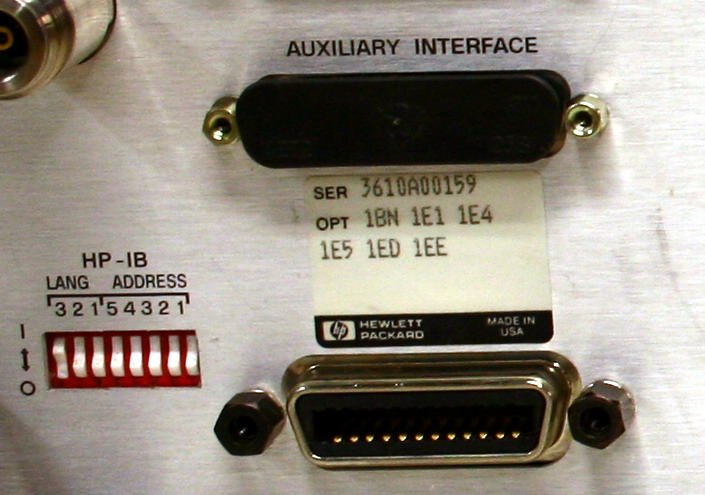 AUXILIARY INTERFACE
SER 3610A00159
OPT 1BN 1E1 1E4
1E5 1ED 1EE
hp HEWLETT PACKARD
MADE IN USA
HP-IB
LANG ADDRESS
3 2 1 5 4 3 2 1
I
O